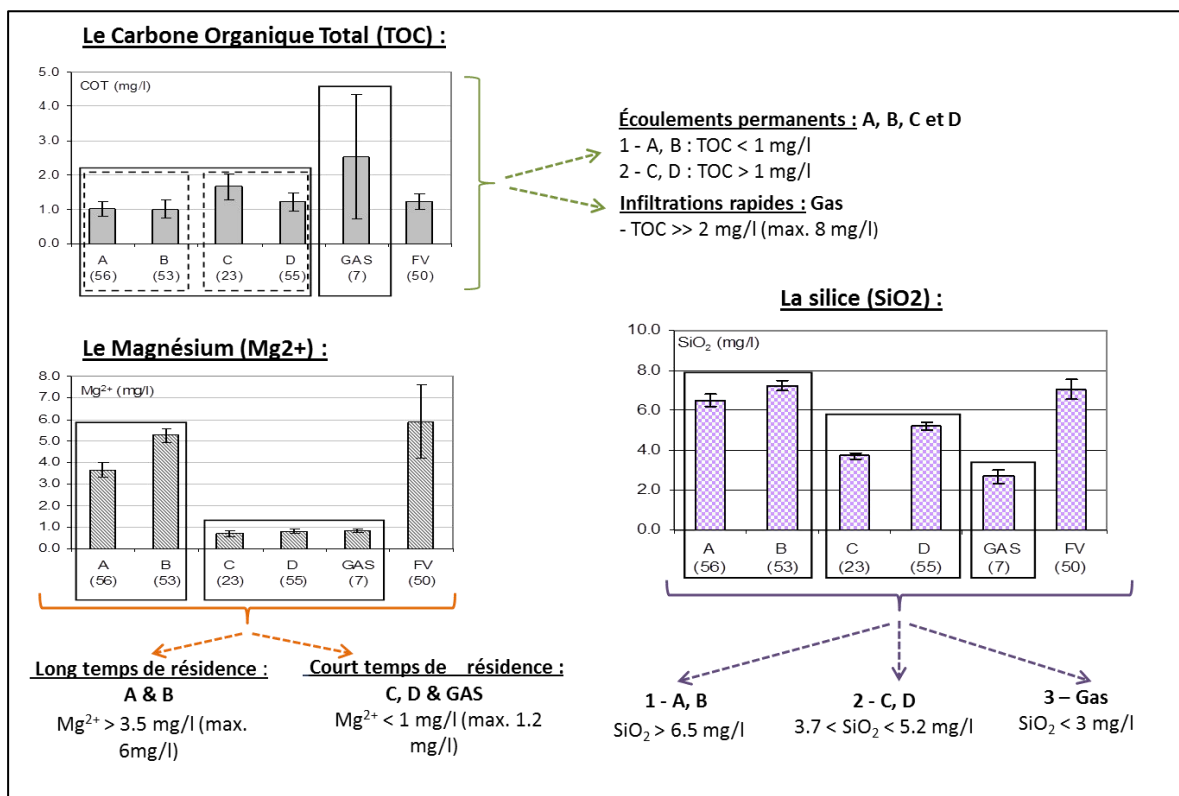 Le Carbone Organique Total (TOC) :
COT (mg/l)
5.0
4.0
3.0
2.0
1.0
0.0
A B C D GAS FV
(56) (53) (23) (55) (7) (50)
Écoulements permanents : A, B, C et D
1 - A, B : TOC < 1 mg/l
2 - C, D : TOC > 1 mg/l
Infiltrations rapides : Gas
- TOC >> 2 mg/l (max. 8 mg/l)
Le Magnésium (Mg2+) :
Mg²⁺ (mg/l)
8.0
7.0
6.0
5.0
4.0
3.0
2.0
1.0
0.0
A B C D GAS FV
(56) (53) (23) (55) (7) (50)
Long temps de résidence :
A & B
Mg²⁺ > 3.5 mg/l (max.
6mg/l)
Court temps de résidence :
C, D & GAS
Mg²⁺ < 1 mg/l (max. 1.2
mg/l)
La silice (SiO2) :
SiO₂ (mg/l)
10.0
8.0
6.0
4.0
2.0
0.0
A B C D GAS FV
(56) (53) (23) (55) (7) (50)
1 - A, B
SiO₂ > 6.5 mg/l
2 - C, D
3.7 < SiO₂ < 5.2 mg/l
3 – Gas
SiO₂ < 3 mg/l